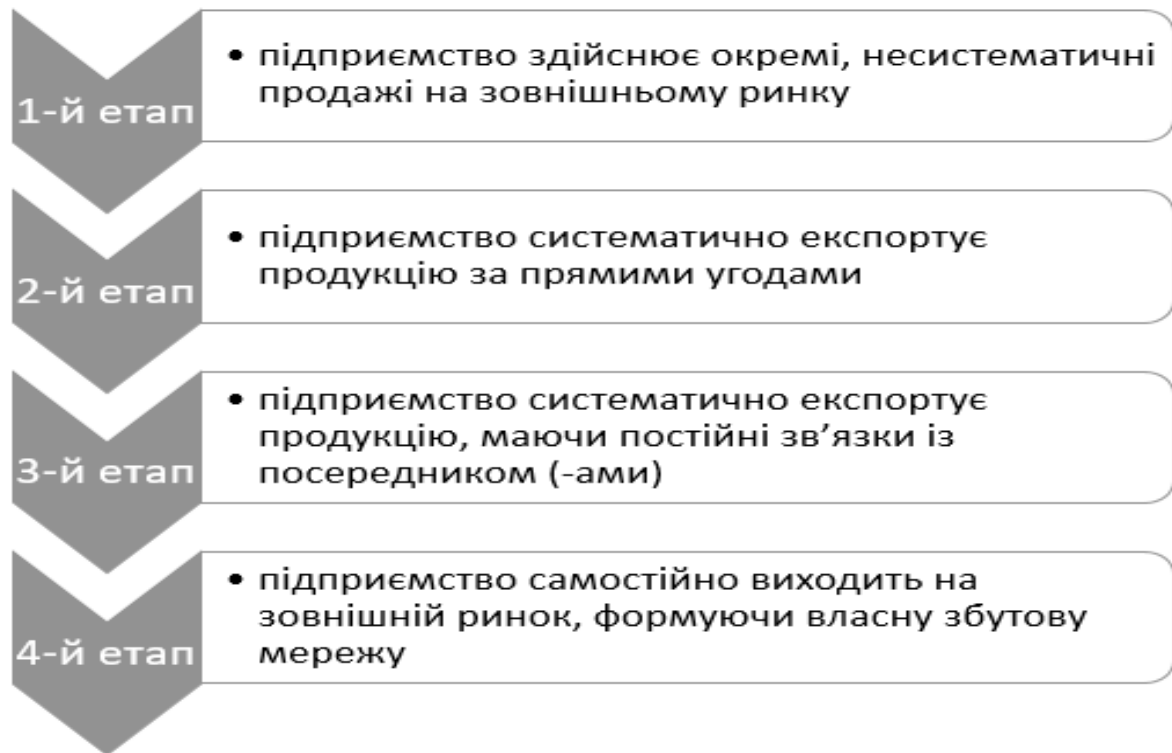 1-й етап
• підприємство здійснює окремі, несистематичні
продажі на зовнішньому ринку
2-й етап
• підприємство систематично експортує
продукцію за прямими угодами
3-й етап
• підприємство систематично експортує
продукцію, маючи постійні зв’язки із
посередником (-ами)
4-й етап
• підприємство самостійно виходить на
зовнішній ринок, формуючи власну збутову
мережу